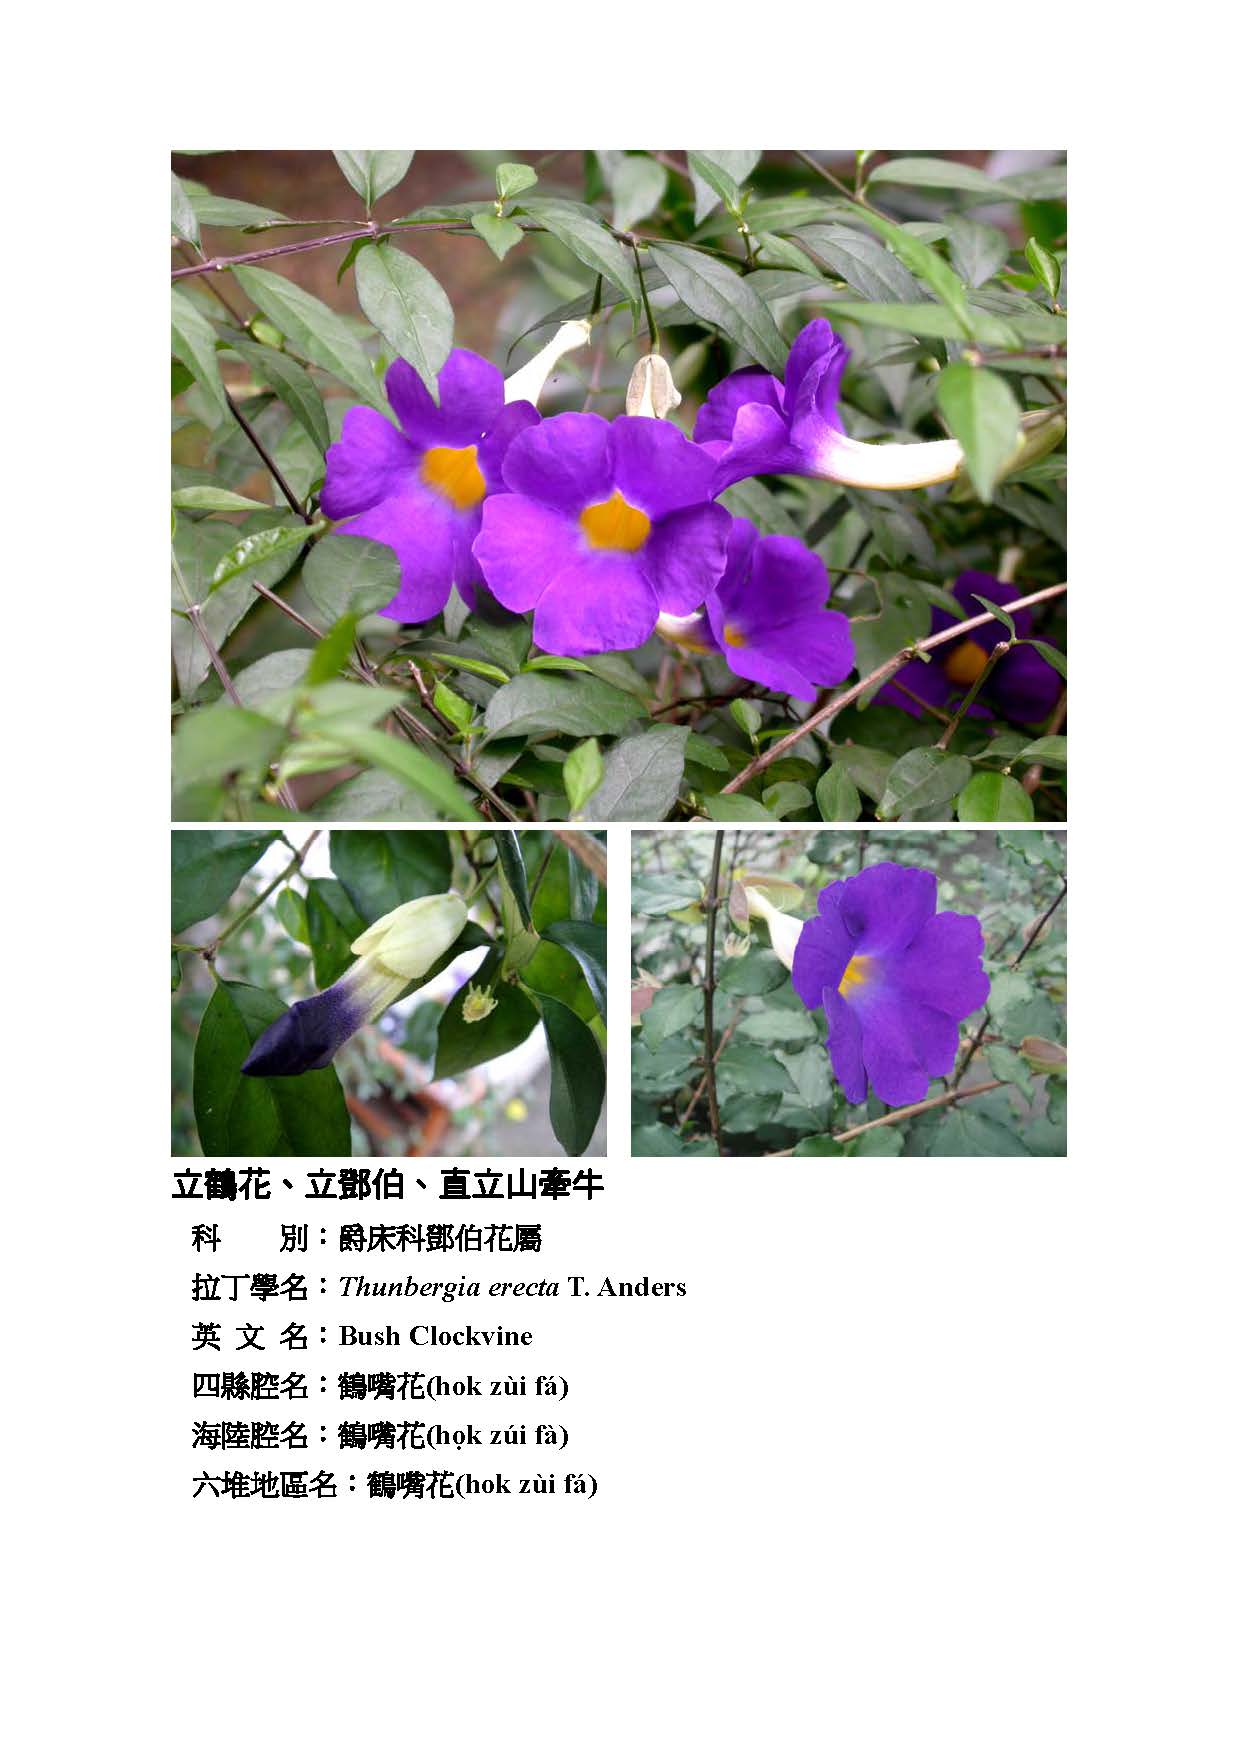 立鶴花、立鄧伯、直立山牽牛
科　　別：爵床科鄧伯花屬
拉丁學名：Thunbergia erecta T. Anders
英 文 名：Bush Clockvine
四縣腔名：鶴嘴花(hok zùi fá)
海陸腔名：鶴嘴花(họk zúi fà)
六堆地區名：鶴嘴花(hok zùi fá)